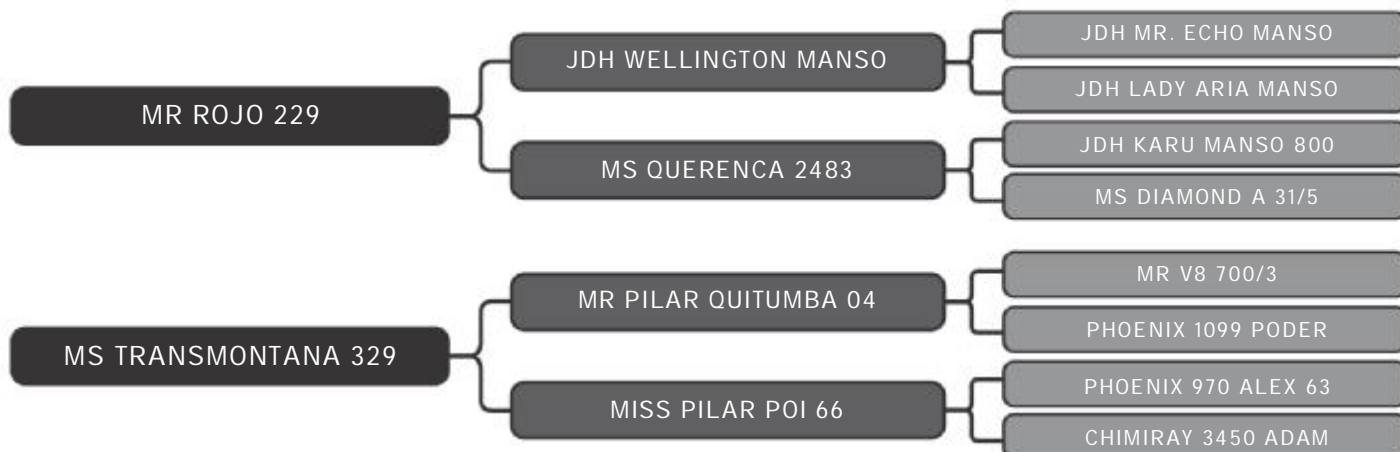 MR ROJO 229
JDH WELLINGTON MANSO
JDH MR. ECHO MANSO
JDH LADY ARIA MANSO
MS QUERENCA 2483
JDH KARU MANSO 800
MS DIAMOND A 31/5
MS TRANSMONTANA 329
MR PILAR QUITUMBA 04
MR V8 700/3
PHOENIX 1099 PODER
MISS PILAR POI 66
PHOENIX 970 ALEX 63
CHIMIRAY 3450 ADAM